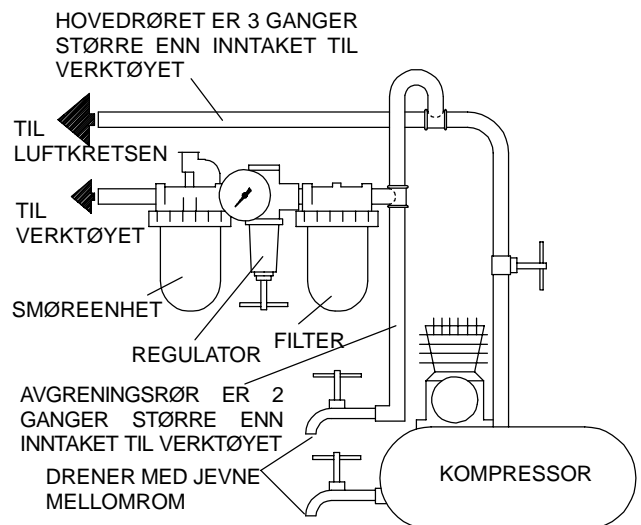 HOVEDRØRET ER 3 GANGER
STØRRE ENN INNTAKET TIL
VERKTØYET
TIL
LUFTKRETSEN
TIL
VERKTØYET
SMØREENHET
REGULATOR
FILTER
AVGRENINGSRØR ER 2
GANGER STØRRE ENN
INNTAKET TIL VERKTØYET
DRENER MED JEVNE
MELLOMROM
KOMPRESSOR